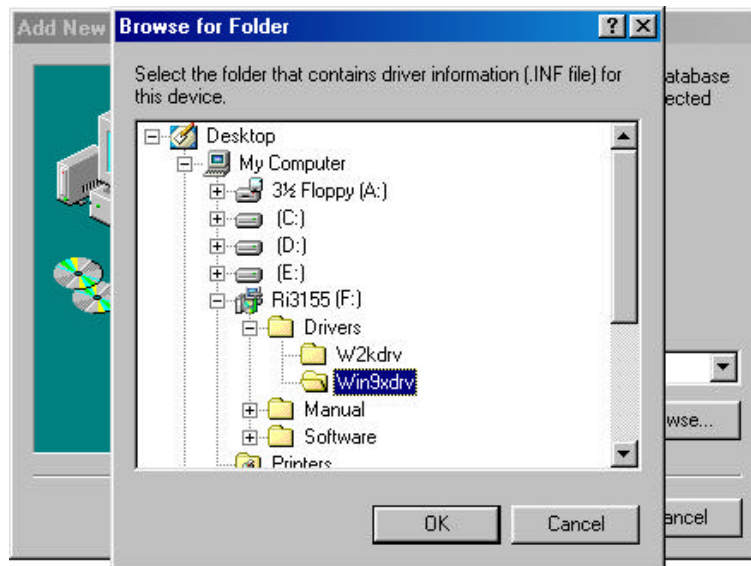 Add New
Browse for Folder
Select the folder that contains driver information (.INF file) for
this device.
atabase
ected
Desktop
My Computer
3½ Floppy (A:)
(C:)
(D:)
(E:)
Ri3155 (F:)
Drivers
W2kdrv
Win9xdrv
Manual
Software
Printers
wse...
OK
Cancel
ancel